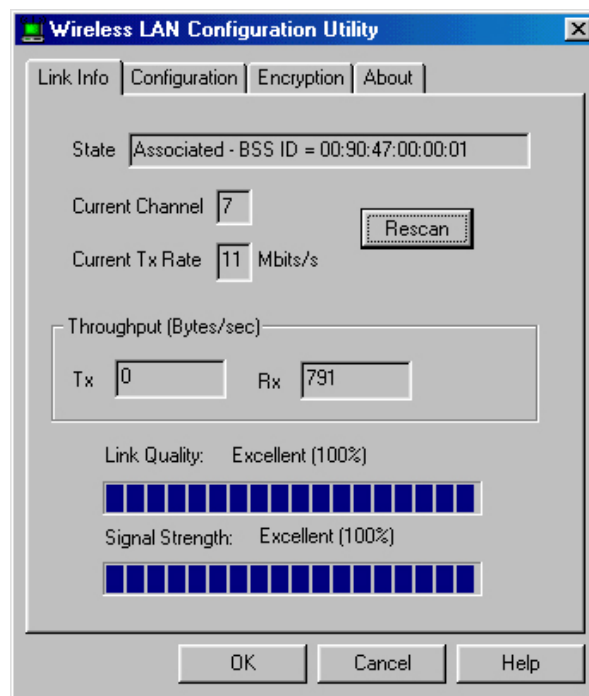 Wireless LAN Configuration Utility
Link Info Configuration Encryption About
State Associated - BSS ID = 00:90:47:00:00:01
Current Channel 7
Rescan
Current Tx Rate 11 Mbits/s
Throughput (Bytes/sec)
Tx 0 Rx 791
Link Quality: Excellent (100%)
Signal Strength: Excellent (100%)
OK Cancel Help